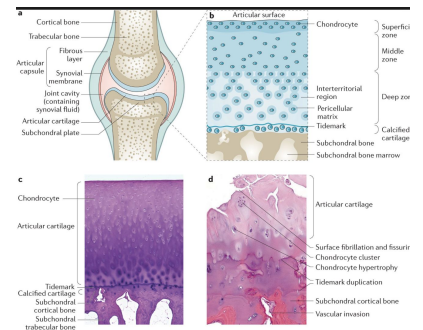 a
Cortical bone
Trabecular bone
Articular
capsule
Fibrous
layer
Synovial
membrane
Joint cavity
(containing
synovial fluid)
Articular cartilage
Subchondral plate
b
Articular surface
Chondrocyte
Interterritorial
region
Pericellular
matrix
Tidemark
Subchondral bone
Subchondral bone marrow
Superfici
zone
Middle
zone
Deep zon
Calcified
cartilage
c
Chondrocyte
Articular cartilage
Tidemark
Calcified cartilage
Subchondral
cortical bone
Subchondral
trabecular bone
d
Articular cartilage
Surface fibrillation and fissurin
Chondrocyte cluster
Chondrocyte hypertrophy
Tidemark duplication
Subchondral cortical bone
Vascular invasion